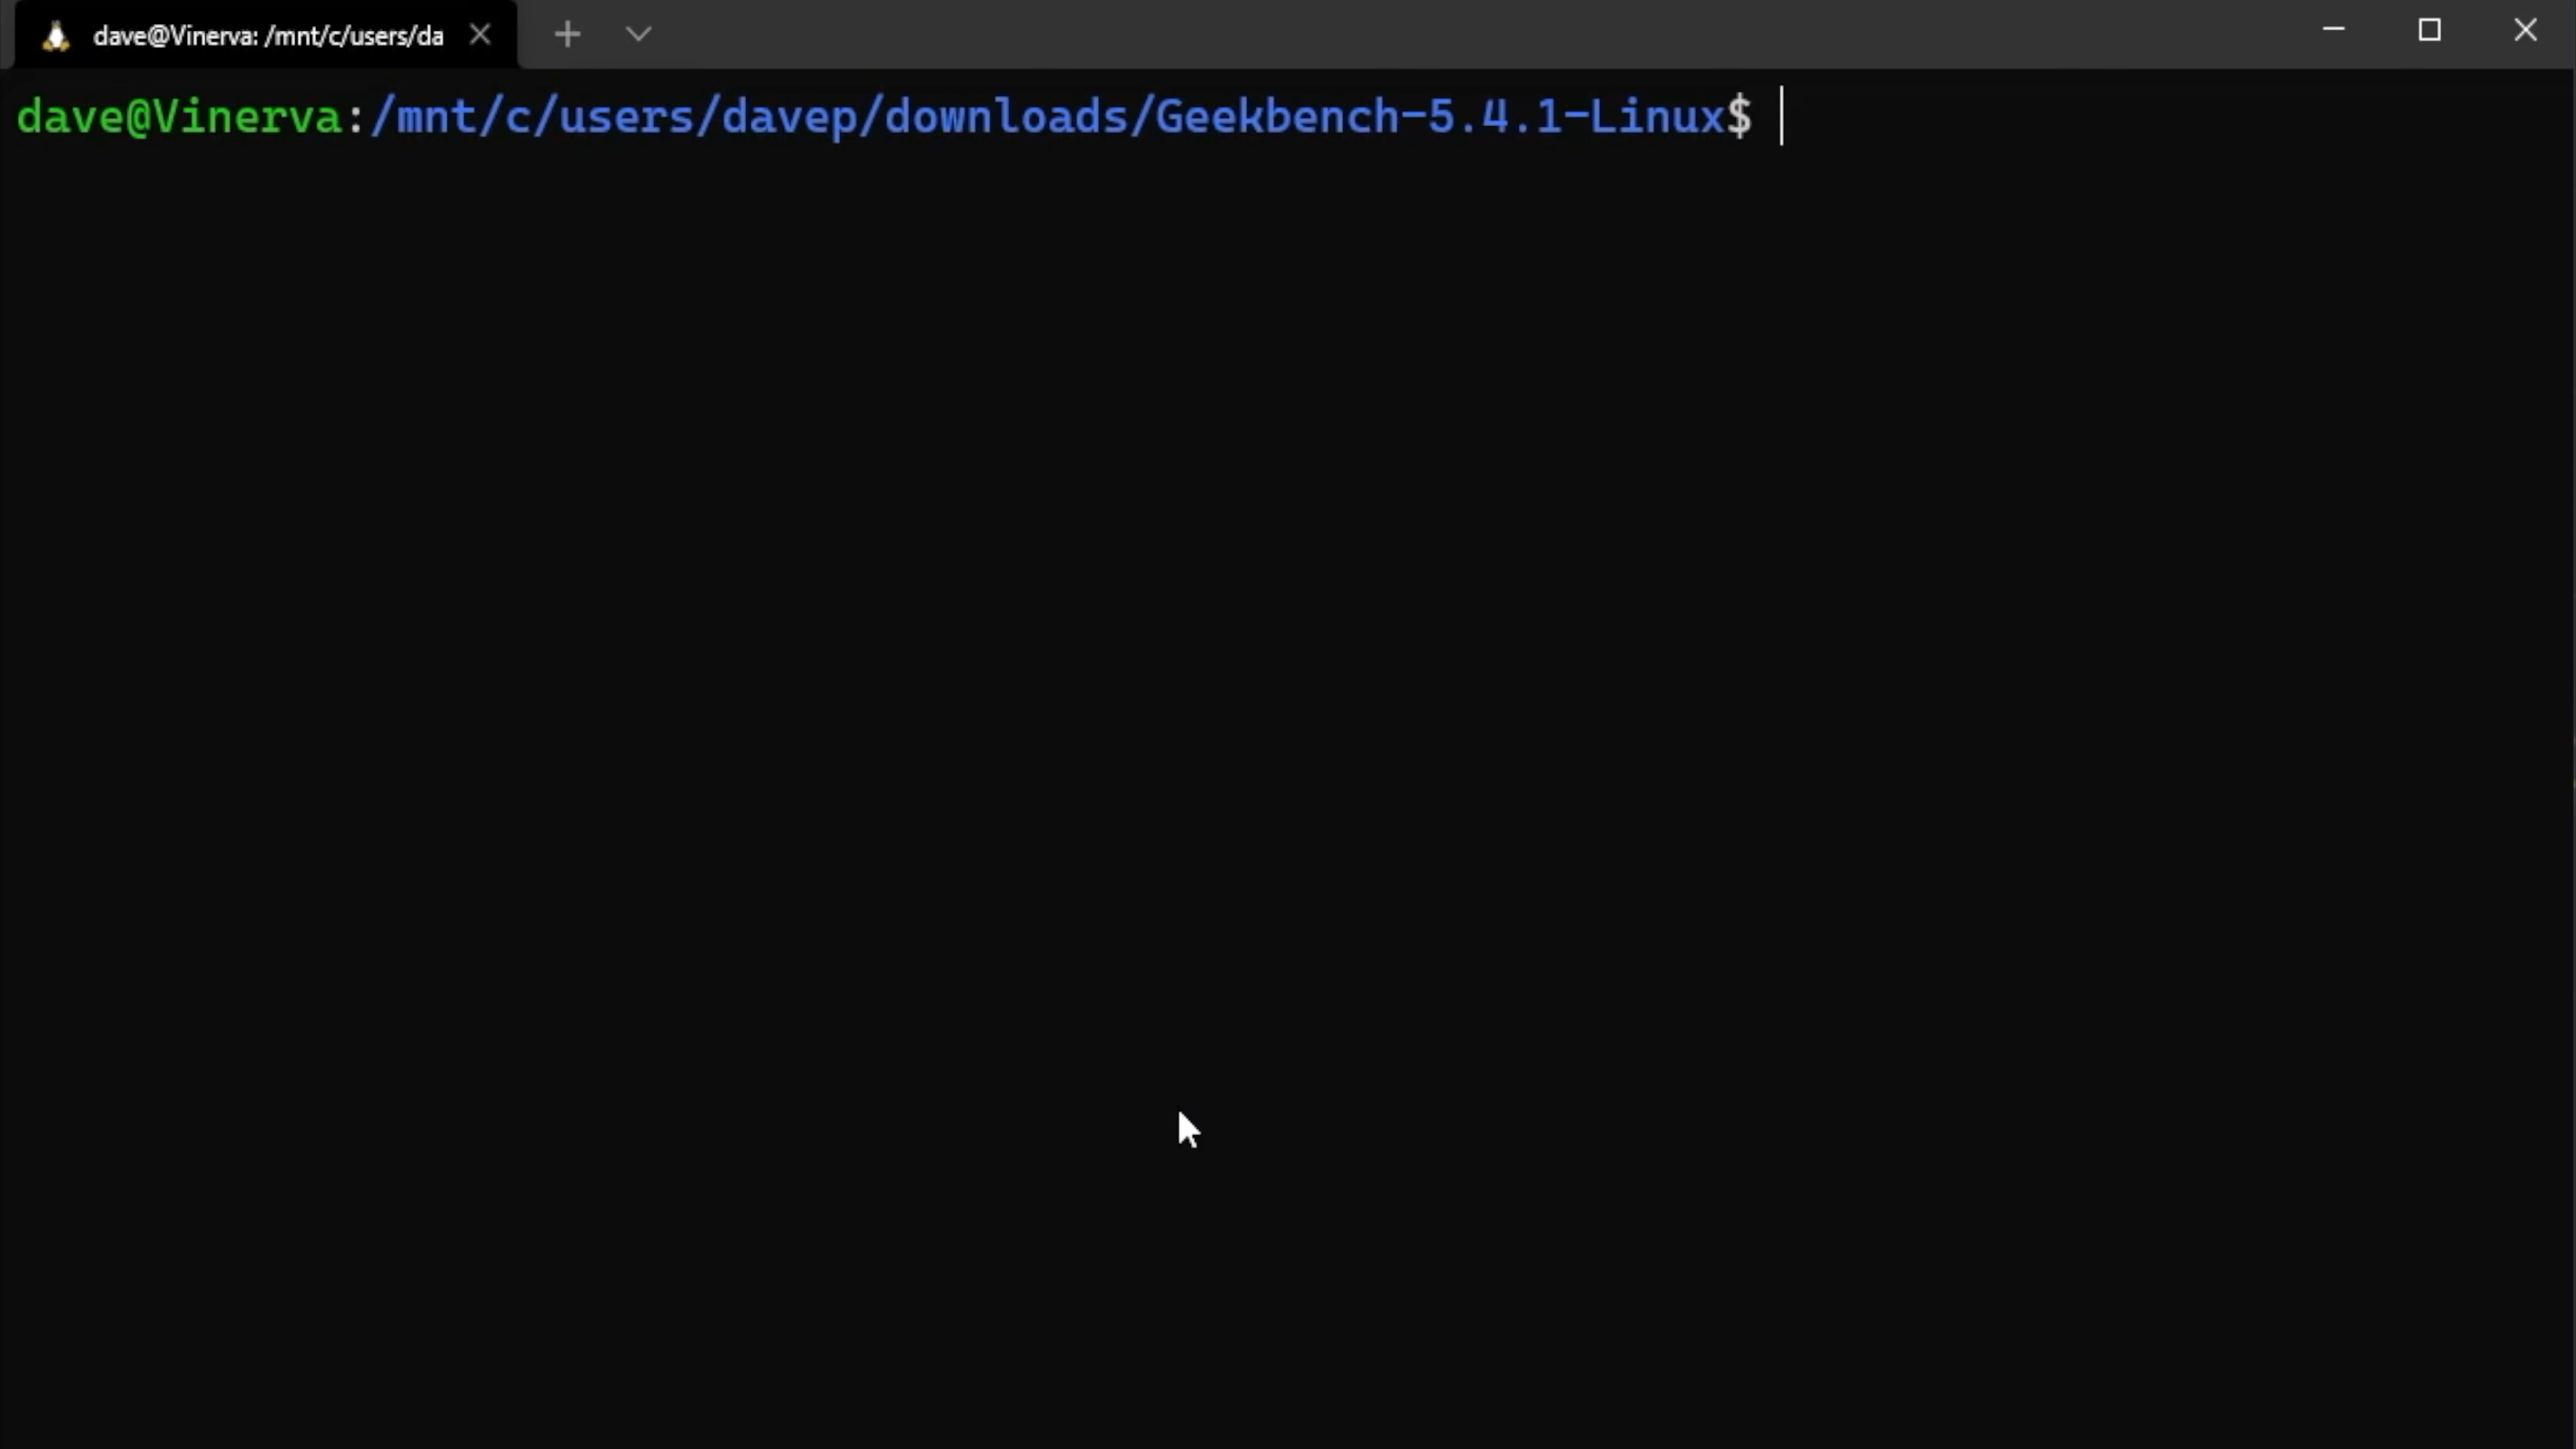 dave@Vinerva: /mnt/c/users/da
dave@Vinerva:/mnt/c/users/davep/downloads/Geekbench-5.4.1-Linux$